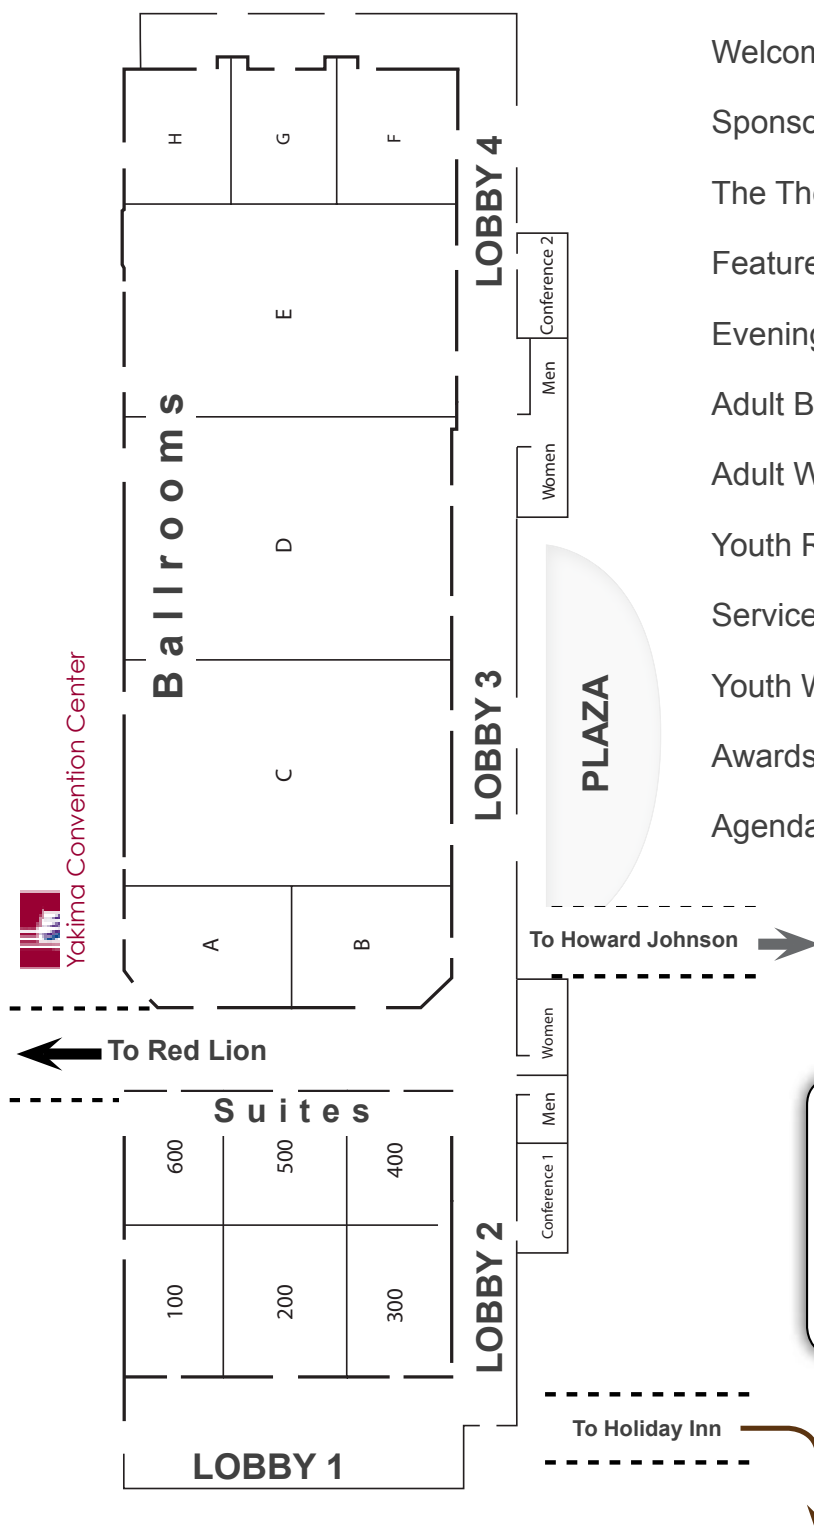 H
G
F
LOBBY 4
Conference 2
E
Men
Women
Ballrooms
D
Yakima Convention Center
LOBBY 3
PLAZA
C
A
B
To Howard Johnson
To Red Lion
Women
Suites
Men
600
500
400
Conference 1
100
200
300
LOBBY 2
To Holiday Inn
LOBBY 1
Welcom
Sponso
The The
Feature
Evening
Adult B
Adult W
Youth R
Service
Youth W
Awards
Agenda